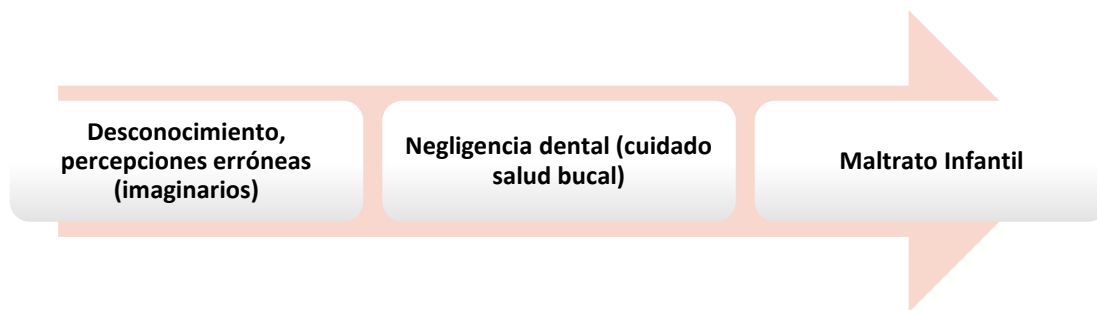 Desconocimiento,
percepciones erróneas
(imaginarios)
Negligencia dental (cuidado
salud bucal)
Maltrato Infantil